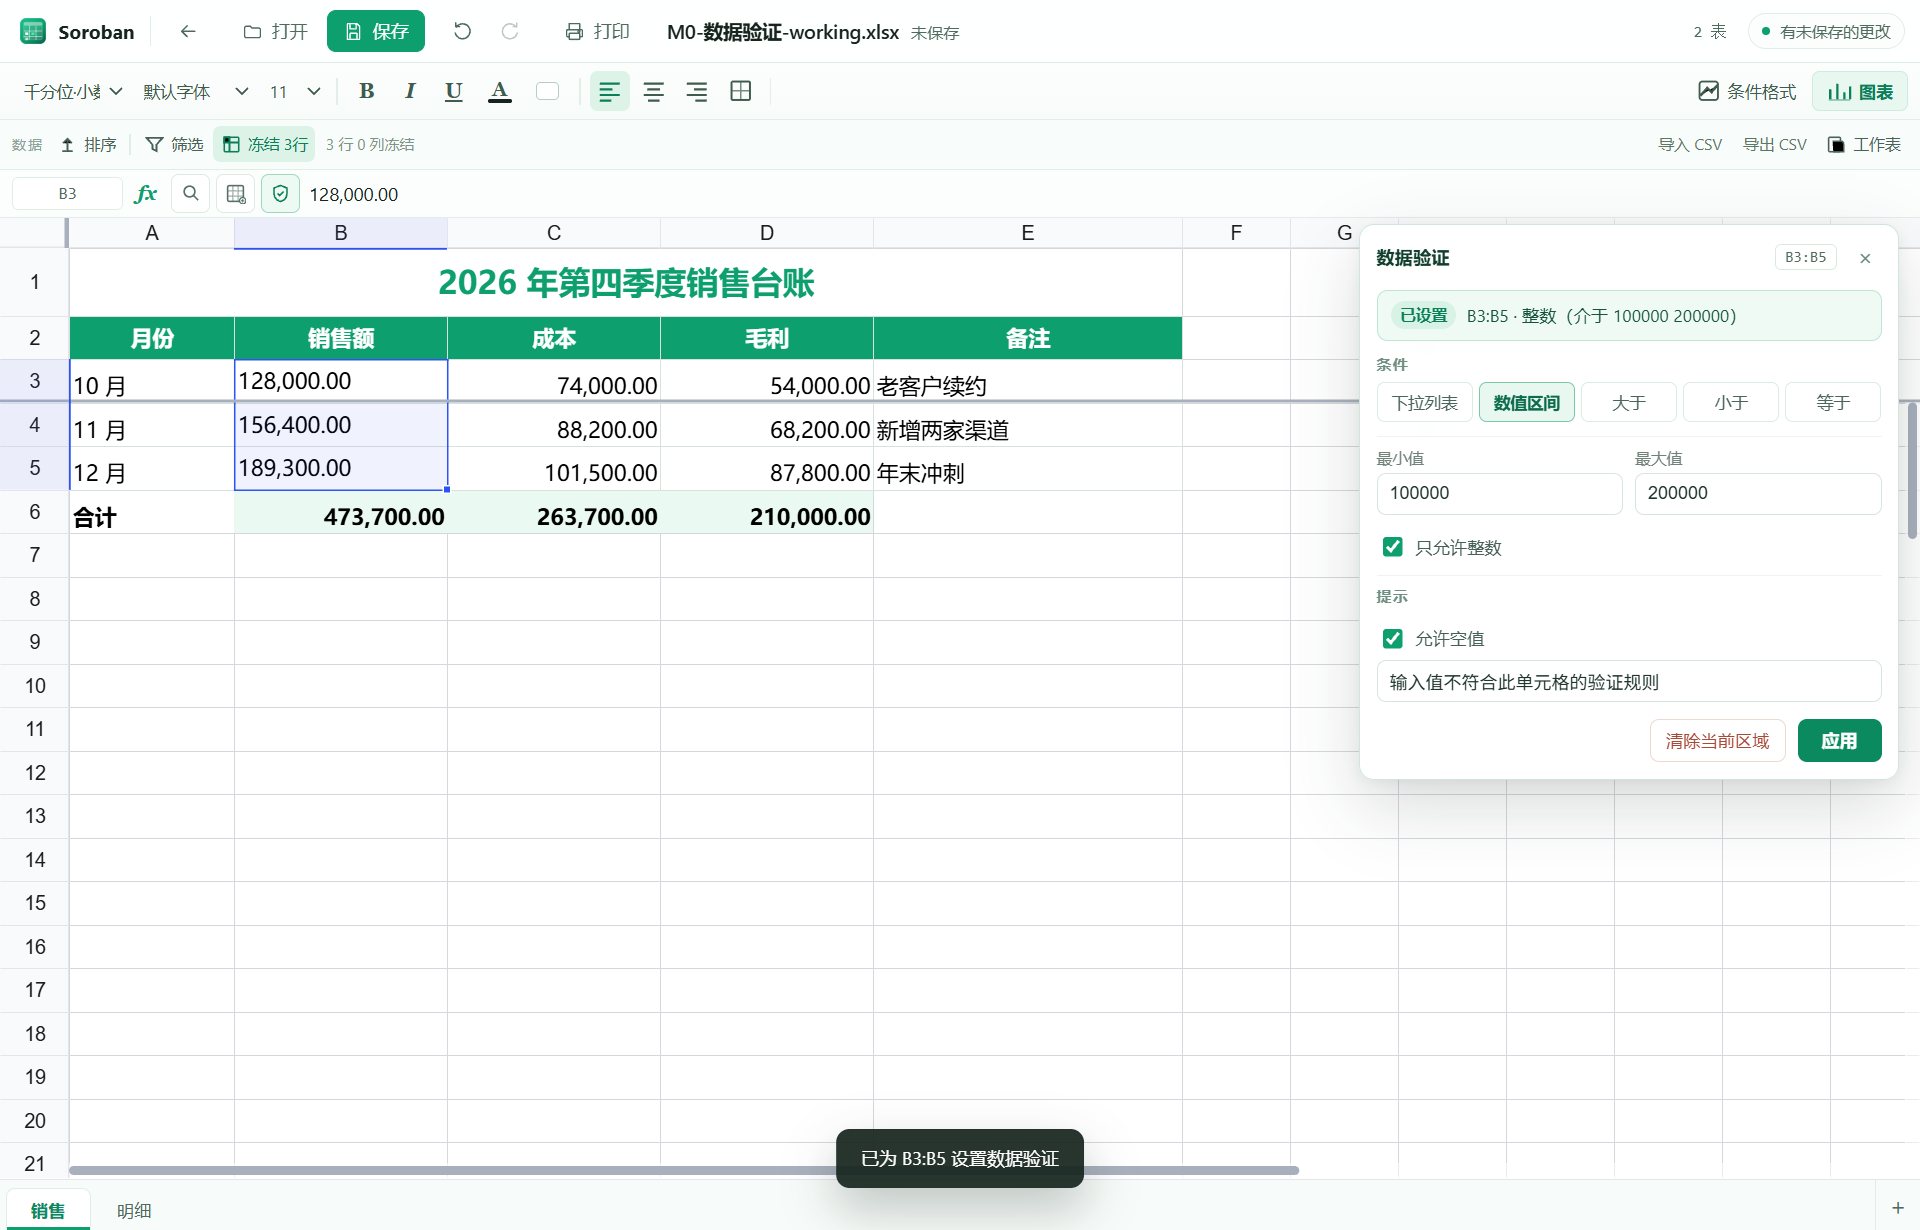 Soroban
打开
保存
打印
M0-数据验证-working.xlsx 未保存
2 表
有未保存的更改
默认字体
11
B I U A
条件格式
图表
数据
排序
筛选
冻结 3行
3 行 0 列冻结
导入 CSV
导出 CSV
工作表
B3
fx
128,000.00
A B C D E F G
1 2026 年第四季度销售台账
2 月份 销售额 成本 毛利 备注
3 10 月 128,000.00 74,000.00 54,000.00 老客户续约
4 11 月 156,400.00 88,200.00 68,200.00 新增两家渠道
5 12 月 189,300.00 101,500.00 87,800.00 年末冲刺
6 合计 473,700.00 263,700.00 210,000.00
7
8
9
10
11
12
13
14
15
16
17
18
19
20
21
数据验证
B3:B5
×
已设置 B3:B5 · 整数（介于 100000 200000）
条件
下拉列表 数值区间 大于 小于 等于
最小值 最大值
100000 200000
只允许整数
提示
允许空值
输入值不符合此单元格的验证规则
清除当前区域 应用
已为 B3:B5 设置数据验证
销售 明细
+